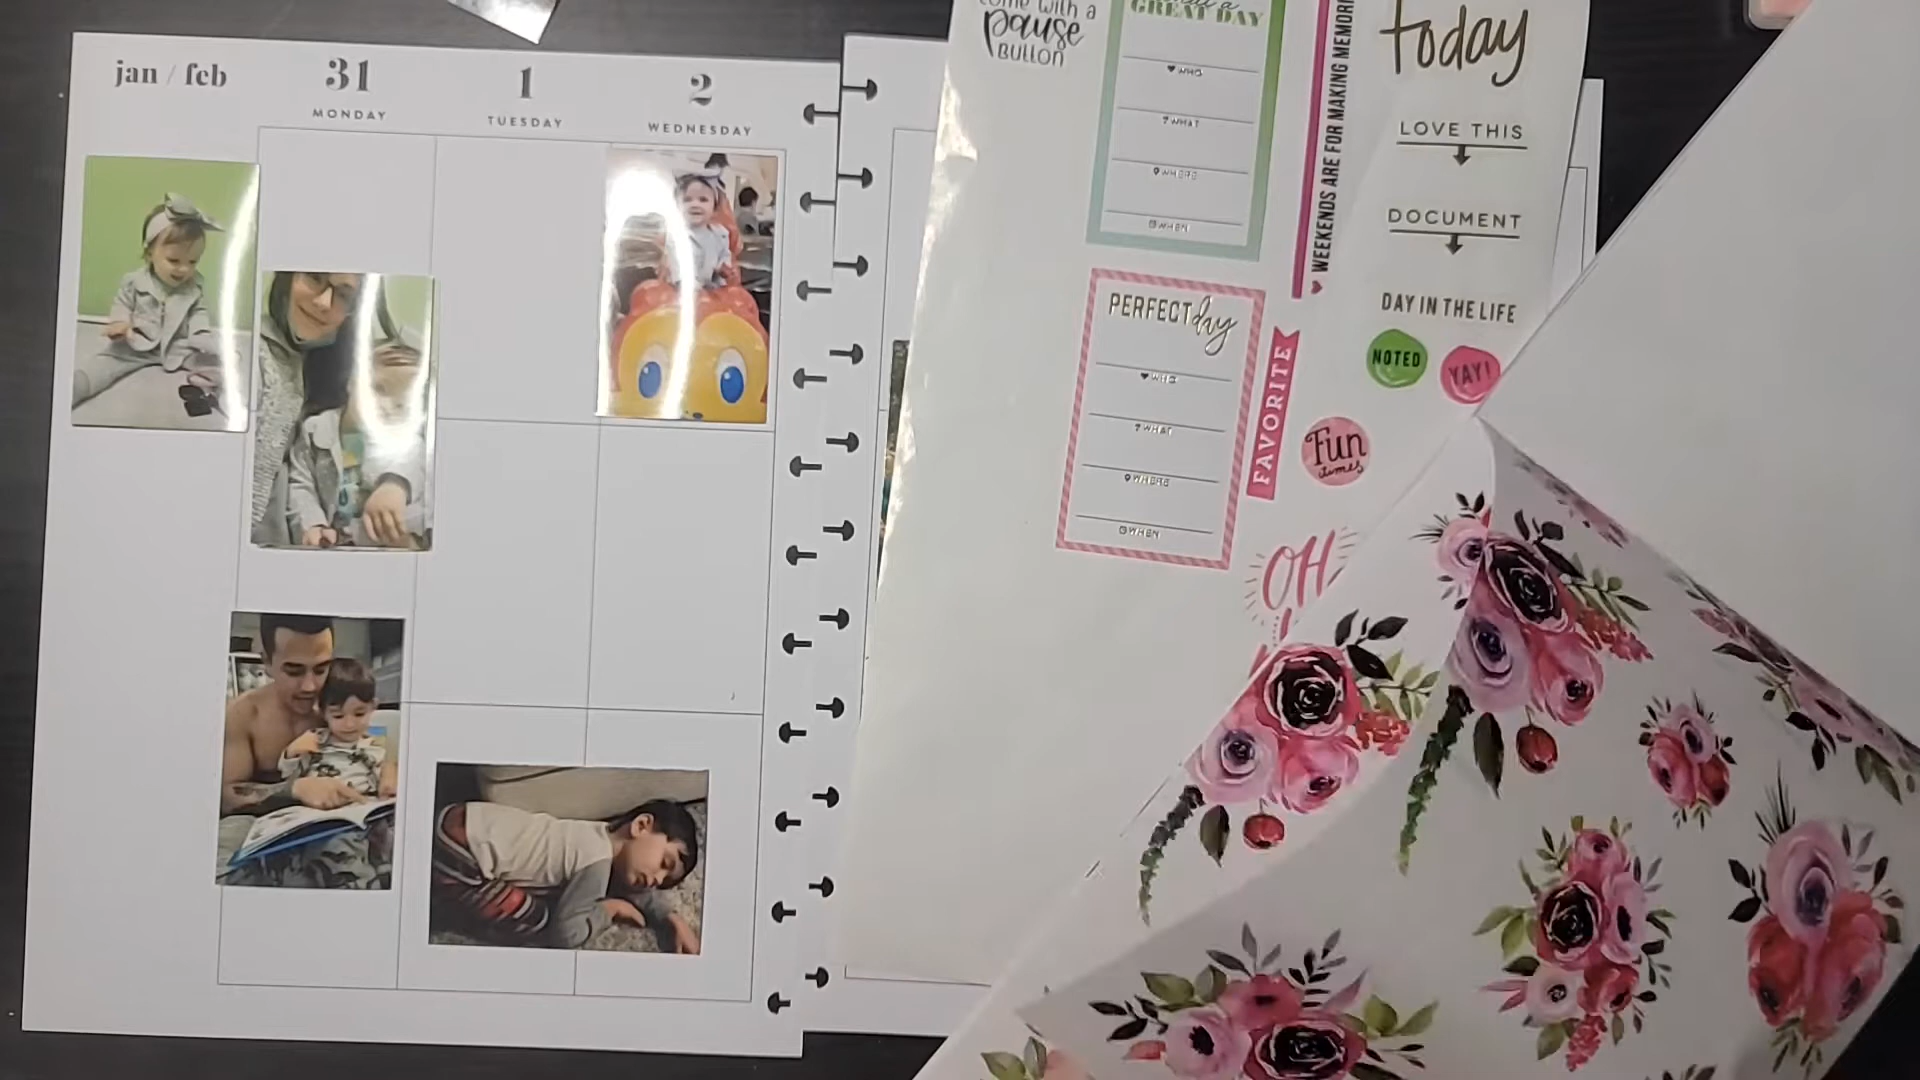 jan / feb
31
MONDAY
1
TUESDAY
2
WEDNESDAY
come with a
pause
BUTTON
a
GREAT DAY
WHO
WHAT
WHERE
WHEN
PERFECT day
WHO
WHAT
WHERE
WHEN
WEEKENDS ARE FOR MAKING MEMORI
FAVORITE
today
LOVE THIS
DOCUMENT
DAY IN THE LIFE
NOTED
YAY!
Fun
times
OH